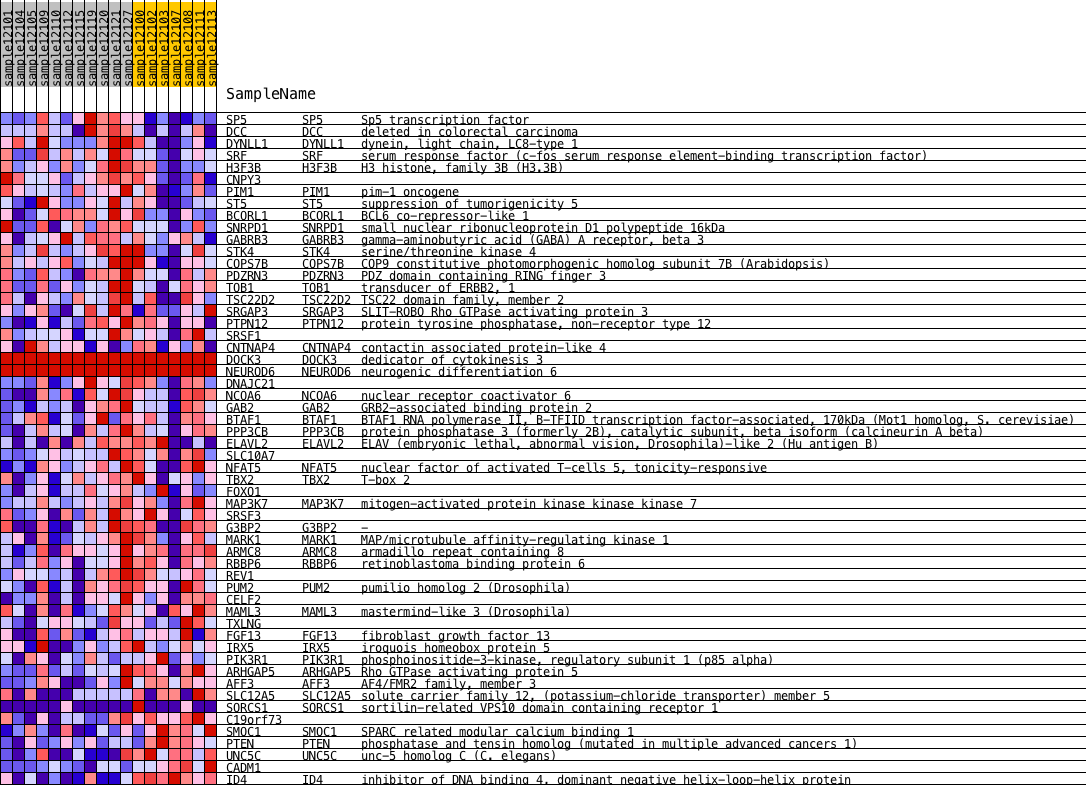 sample12101 sample12104 sample12105 sample12109 sample12110 sample12112 sample12115 sample12119 sample12120 sample12121 sample12127 sample12100 sample12102 sample12103 sample12107 sample12108 sample12111 sample12113
SampleName
SP5 SP5 Sp5 transcription factor
DCC DCC deleted in colorectal carcinoma
DYNLL1 DYNLL1 dynein, light chain, LC8-type 1
SRF SRF serum response factor (c-fos serum response element-binding transcription factor)
H3F3B H3F3B H3 histone, family 3B (H3.3B)
CNPY3
PIM1 PIM1 pim-1 oncogene
ST5 ST5 suppression of tumorigenicity 5
BCORL1 BCORL1 BCL6 co-repressor-like 1
SNRPD1 SNRPD1 small nuclear ribonucleoprotein D1 polypeptide 16kDa
GABRB3 GABRB3 gamma-aminobutyric acid (GABA) A receptor, beta 3
STK4 STK4 serine/threonine kinase 4
COPS7B COPS7B COP9 constitutive photomorphogenic homolog subunit 7B (Arabidopsis)
PDZRN3 PDZRN3 PDZ domain containing RING finger 3
TOB1 TOB1 transducer of ERBB2, 1
TSC22D2 TSC22D2 TSC22 domain family, member 2
SRGAP3 SRGAP3 SLIT-ROBO Rho GTPase activating protein 3
PTPN12 PTPN12 protein tyrosine phosphatase, non-receptor type 12
SRSF1
CNTNAP4 CNTNAP4 contactin associated protein-like 4
DOCK3 DOCK3 dedicator of cytokinesis 3
NEUROD6 NEUROD6 neurogenic differentiation 6
DNAJC21
NCOA6 NCOA6 nuclear receptor coactivator 6
GAB2 GAB2 GRB2-associated binding protein 2
BTAF1 BTAF1 BTAF1 RNA polymerase II, B-TFIID transcription factor-associated, 170kDa (Mot1 homolog, S. cerevisiae)
PPP3CB PPP3CB protein phosphatase 3 (formerly 2B), catalytic subunit, beta isoform (calcineurin A beta)
ELAVL2 ELAVL2 ELAV (embryonic lethal, abnormal vision, Drosophila)-like 2 (Hu antigen B)
SLC10A7
NFAT5 NFAT5 nuclear factor of activated T-cells 5, tonicity-responsive
TBX2 TBX2 T-box 2
FOXO1
MAP3K7 MAP3K7 mitogen-activated protein kinase kinase kinase 7
SRSF3
G3BP2 G3BP2 -
MARK1 MARK1 MAP/microtubule affinity-regulating kinase 1
ARMC8 ARMC8 armadillo repeat containing 8
RBBP6 RBBP6 retinoblastoma binding protein 6
REV1
PUM2 PUM2 pumilio homolog 2 (Drosophila)
CELF2
MAML3 MAML3 mastermind-like 3 (Drosophila)
TXLNG
FGF13 FGF13 fibroblast growth factor 13
IRX5 IRX5 iroquois homeobox protein 5
PIK3R1 PIK3R1 phosphoinositide-3-kinase, regulatory subunit 1 (p85 alpha)
ARHGAP5 ARHGAP5 Rho GTPase activating protein 5
AFF3 AFF3 AF4/FMR2 family, member 3
SLC12A5 SLC12A5 solute carrier family 12, (potassium-chloride transporter) member 5
SORCS1 SORCS1 sortilin-related VPS10 domain containing receptor 1
C19orf73
SMOC1 SMOC1 SPARC related modular calcium binding 1
PTEN PTEN phosphatase and tensin homolog (mutated in multiple advanced cancers 1)
UNC5C UNC5C unc-5 homolog C (C. elegans)
CADM1
ID4 ID4 inhibitor of DNA binding 4, dominant negative helix-loop-helix protein